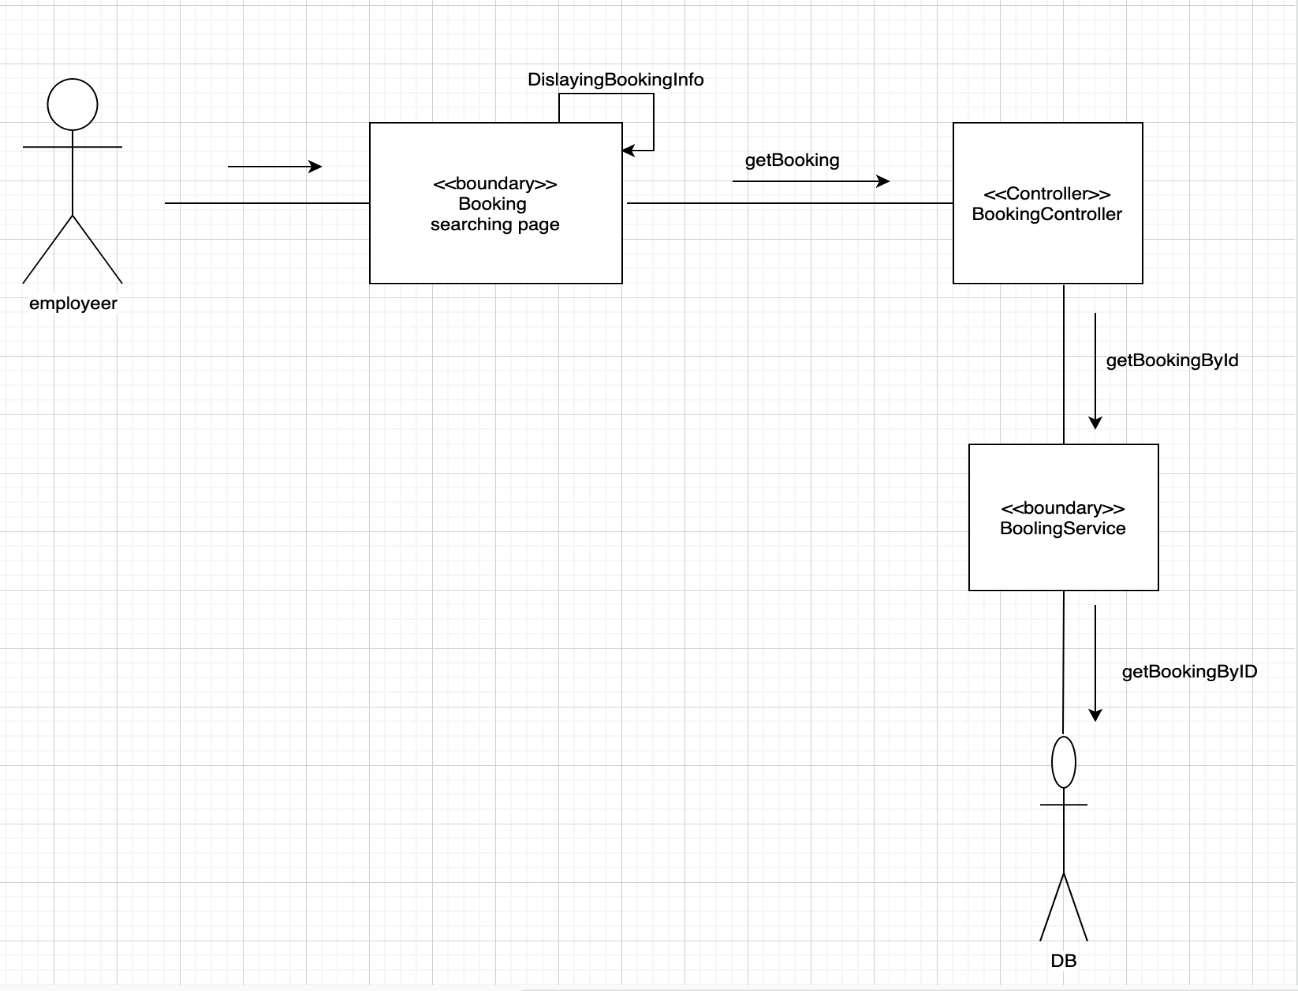 DislayingBookingInfo
getBooking
<<boundary>>
Booking
searching page
<<Controller>>
BookingController
employeer
getBookingById
<<boundary>>
BoolingService
getBookingByID
DB